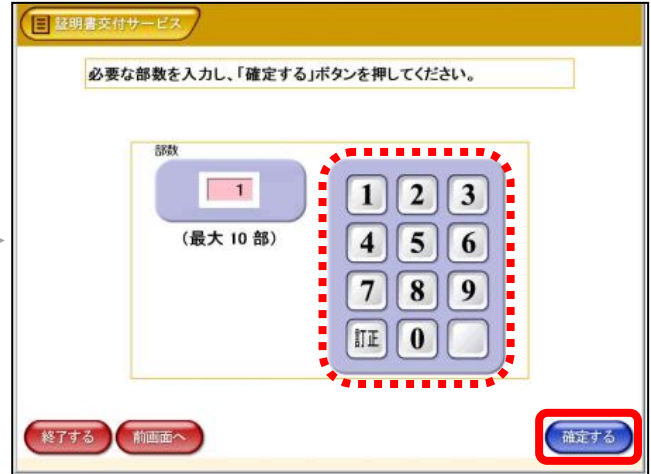 証明書交付サービス
必要な部数を入力し、「確定する」ボタンを押してください。
部数
1
(最大 10 部)
1 2 3
4 5 6
7 8 9
訂正 0
終了する 前画面へ 確定する